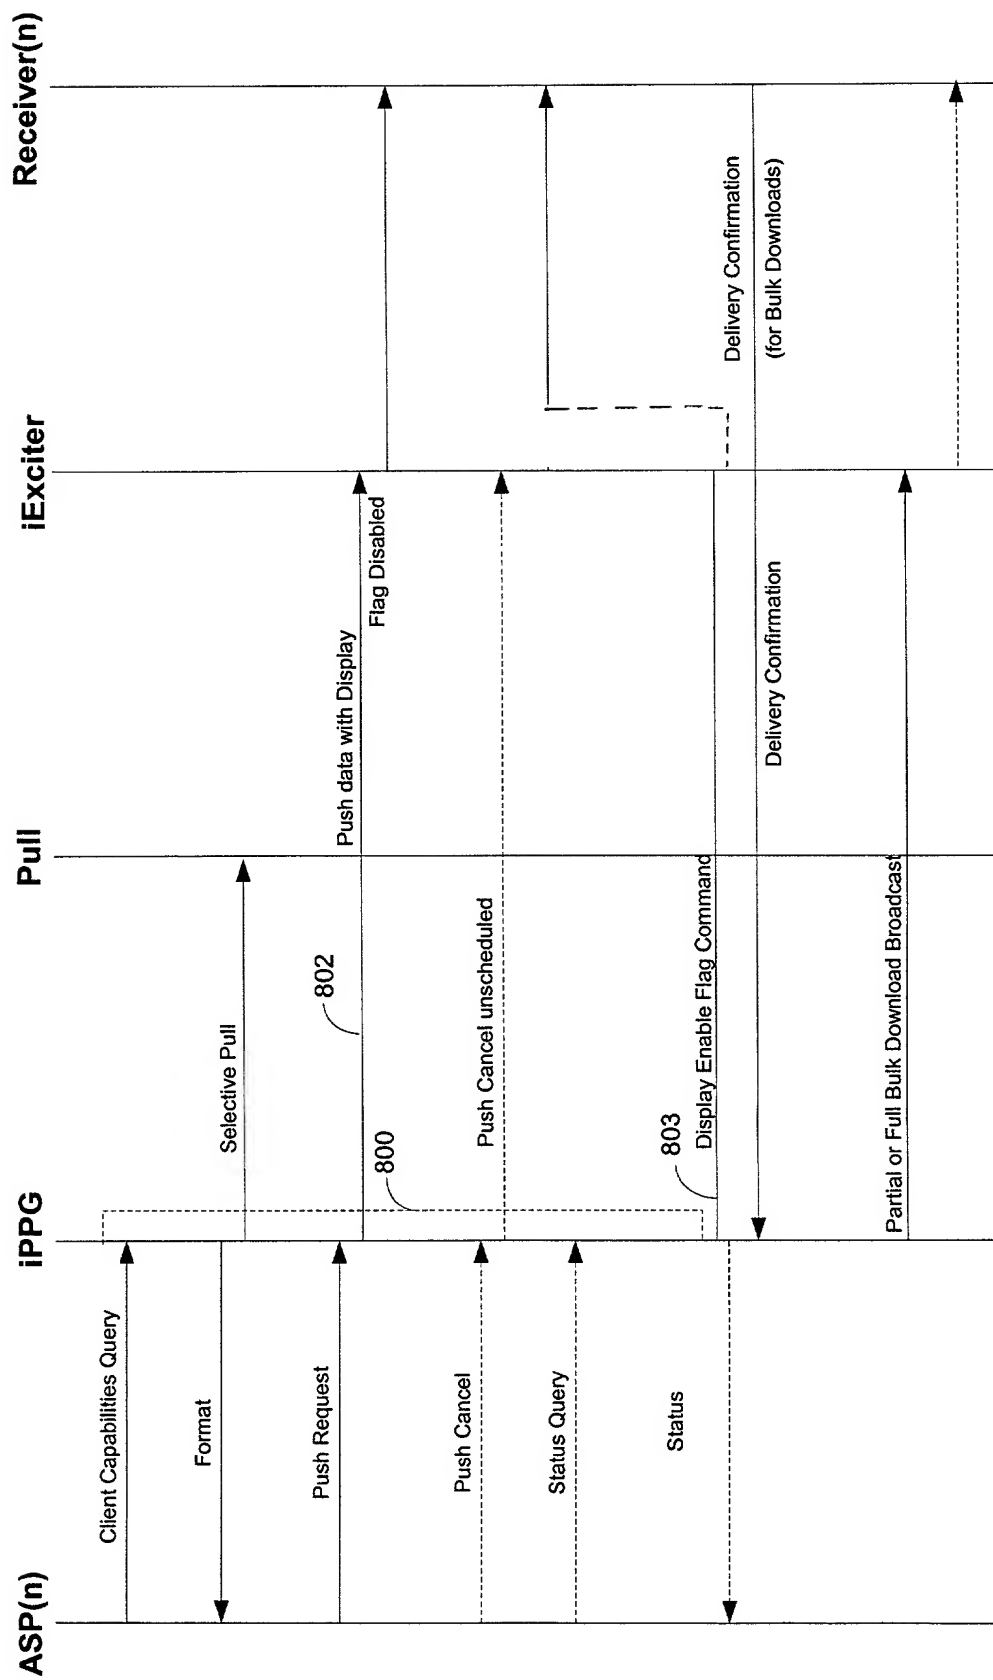 ASP(n)
iPPG
Pull
iExciter
Receiver(n)
Client Capabilities Query
Format
Selective Pull
Push Request
802
Push data with Display
Flag Disabled
800
Push Cancel
Push Cancel unscheduled
Status Query
Status
803
Display Enable Flag Command
Delivery Confirmation
Delivery Confirmation
(for Bulk Downloads)
Partial or Full Bulk Download Broadcast